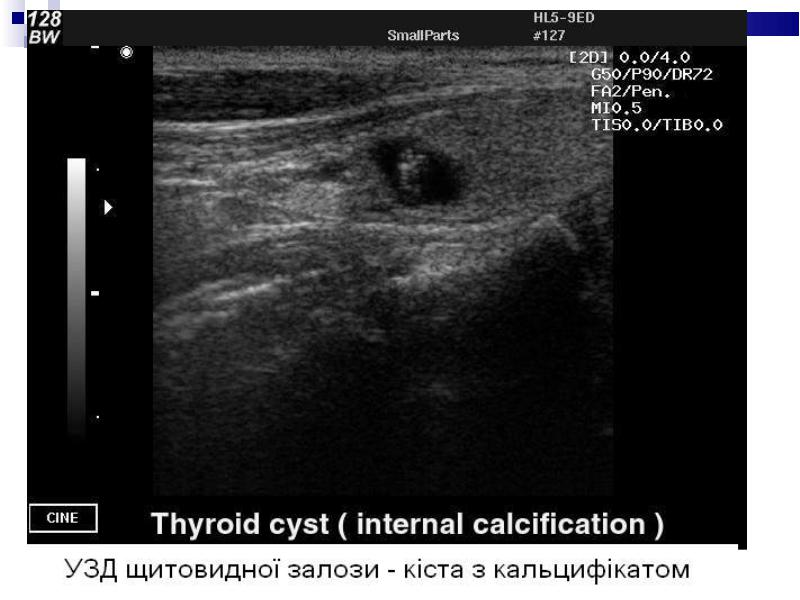 128
BW
HL5-9ED
SmallParts
#127
[2D] 0.0/4.0
G50/P90/DR72
FA2/Pen.
MI0.5
TIS0.0/TIB0.0
CINE
Thyroid cyst ( internal calcification )
УЗД щитовидної залози - кіста з кальцифікатом